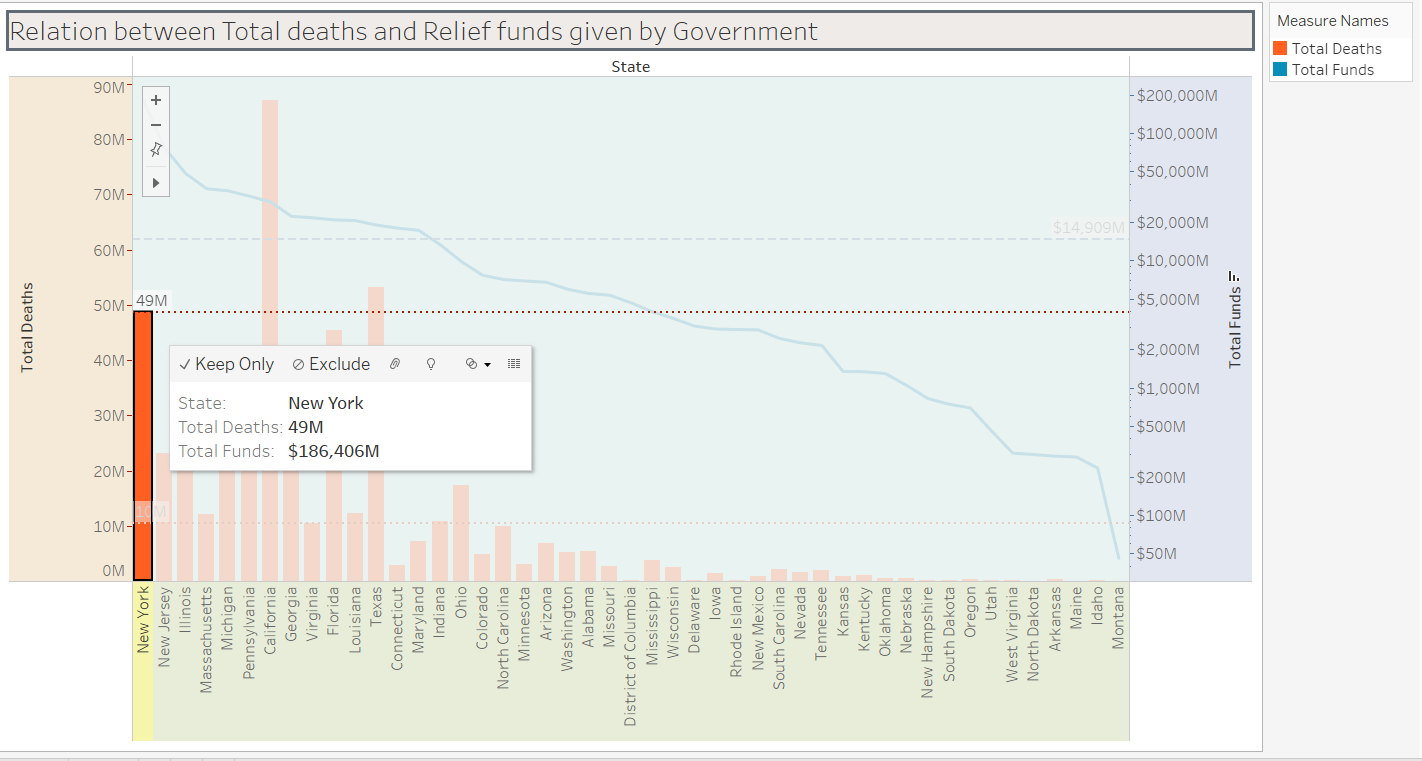 Relation between Total deaths and Relief funds given by Government
Measure Names
Total Deaths
Total Funds
State
Total Deaths
90M
80M
70M
60M
50M
40M
30M
20M
10M
0M
49M
10M
$14,909M
Keep Only Exclude
State: New York
Total Deaths: 49M
Total Funds: $186,406M
$200,000M
$100,000M
$50,000M
$20,000M
$10,000M
$5,000M
$2,000M
$1,000M
$500M
$200M
$100M
$50M
Total Funds
New York
New Jersey
Illinois
Massachusetts
Michigan
Pennsylvania
California
Georgia
Virginia
Florida
Louisiana
Texas
Connecticut
Maryland
Indiana
Ohio
Colorado
North Carolina
Minnesota
Arizona
Washington
Alabama
Missouri
District of Columbia
Mississippi
Wisconsin
Delaware
Iowa
Rhode Island
New Mexico
South Carolina
Nevada
Tennessee
Kansas
Kentucky
Oklahoma
Nebraska
New Hampshire
South Dakota
Oregon
Utah
West Virginia
North Dakota
Arkansas
Maine
Idaho
Montana